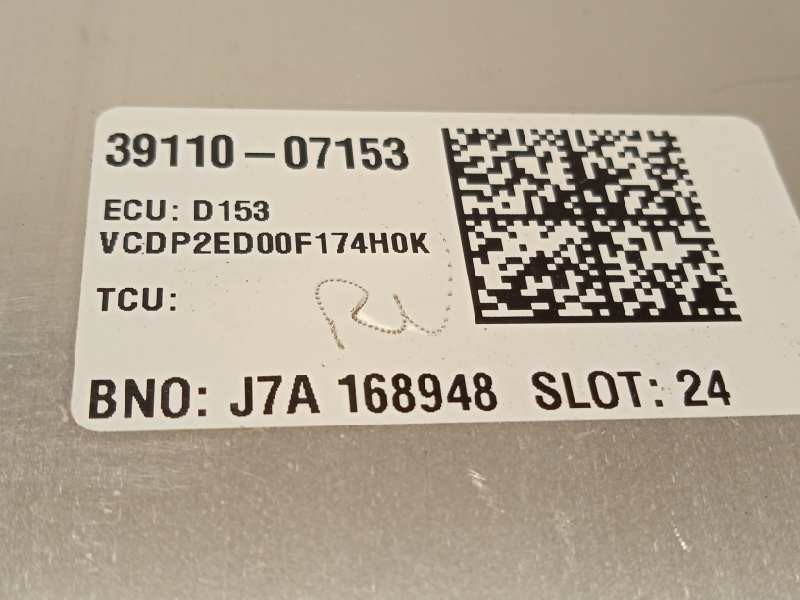 39110-07153
ECU: D153
VCDP2ED00F174H0K
TCU:
BNO: J7A 168948 SLOT: 24